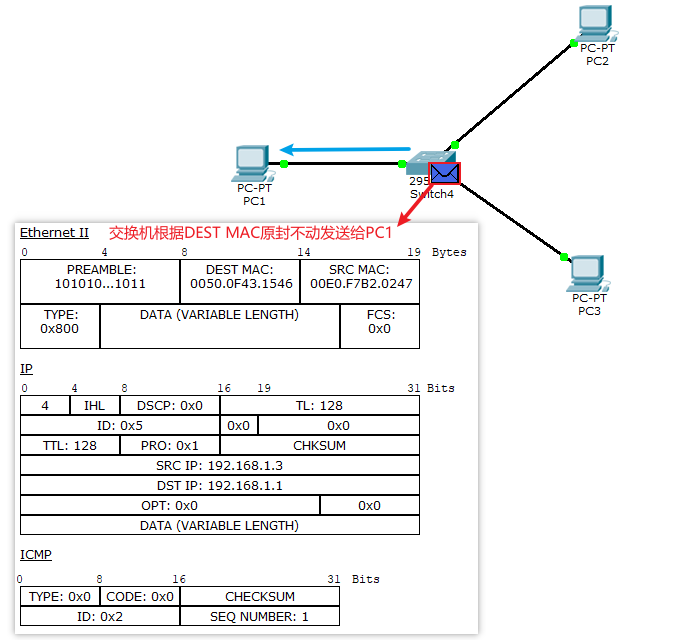 PC-PT
PC2
PC-PT
PC1
Switch4
PC-PT
PC3
Ethernet II
交换机根据DEST MAC原封不动发送给PC1
0 4 8 14 19 Bytes
PREAMBLE: DEST MAC: SRC MAC:
101010...1011 0050.0F43.1546 00E0.F7B2.0247
TYPE: DATA (VARIABLE LENGTH) FCS:
0x800 0x0
IP
0 4 8 16 19 31 Bits
4 IHL DSCP: 0x0 TL: 128
ID: 0x5 0x0 0x0
TTL: 128 PRO: 0x1 CHKSUM
SRC IP: 192.168.1.3
DST IP: 192.168.1.1
OPT: 0x0 0x0
DATA (VARIABLE LENGTH)
ICMP
0 8 16 31 Bits
TYPE: 0x0 CODE: 0x0 CHECKSUM
ID: 0x2 SEQ NUMBER: 1